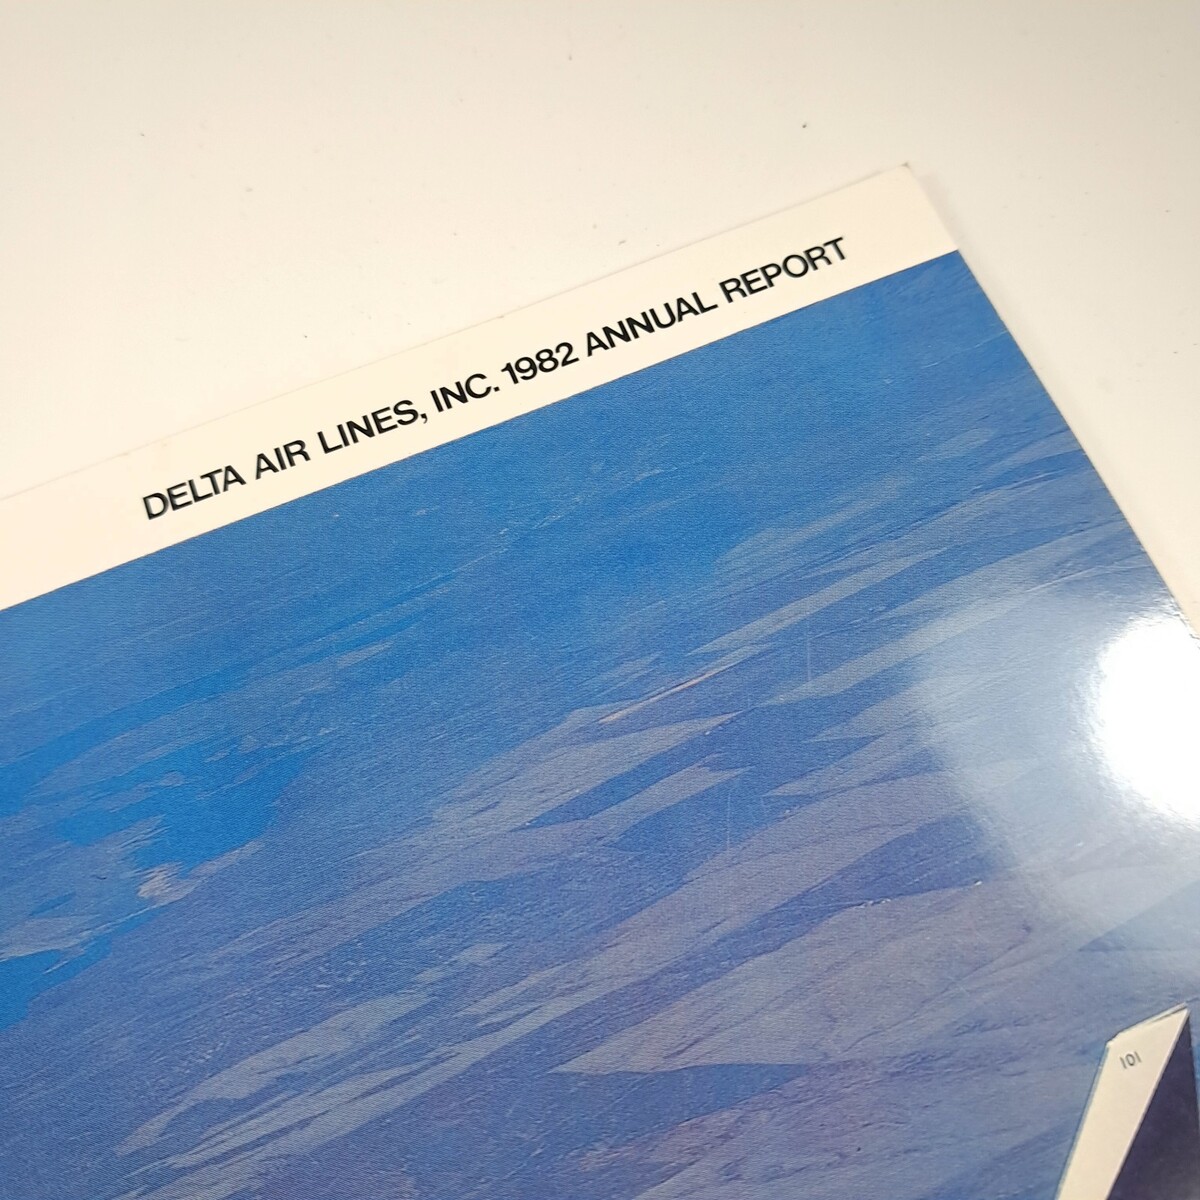 DELTA AIR LINES, INC. 1982 ANNUAL REPORT
101